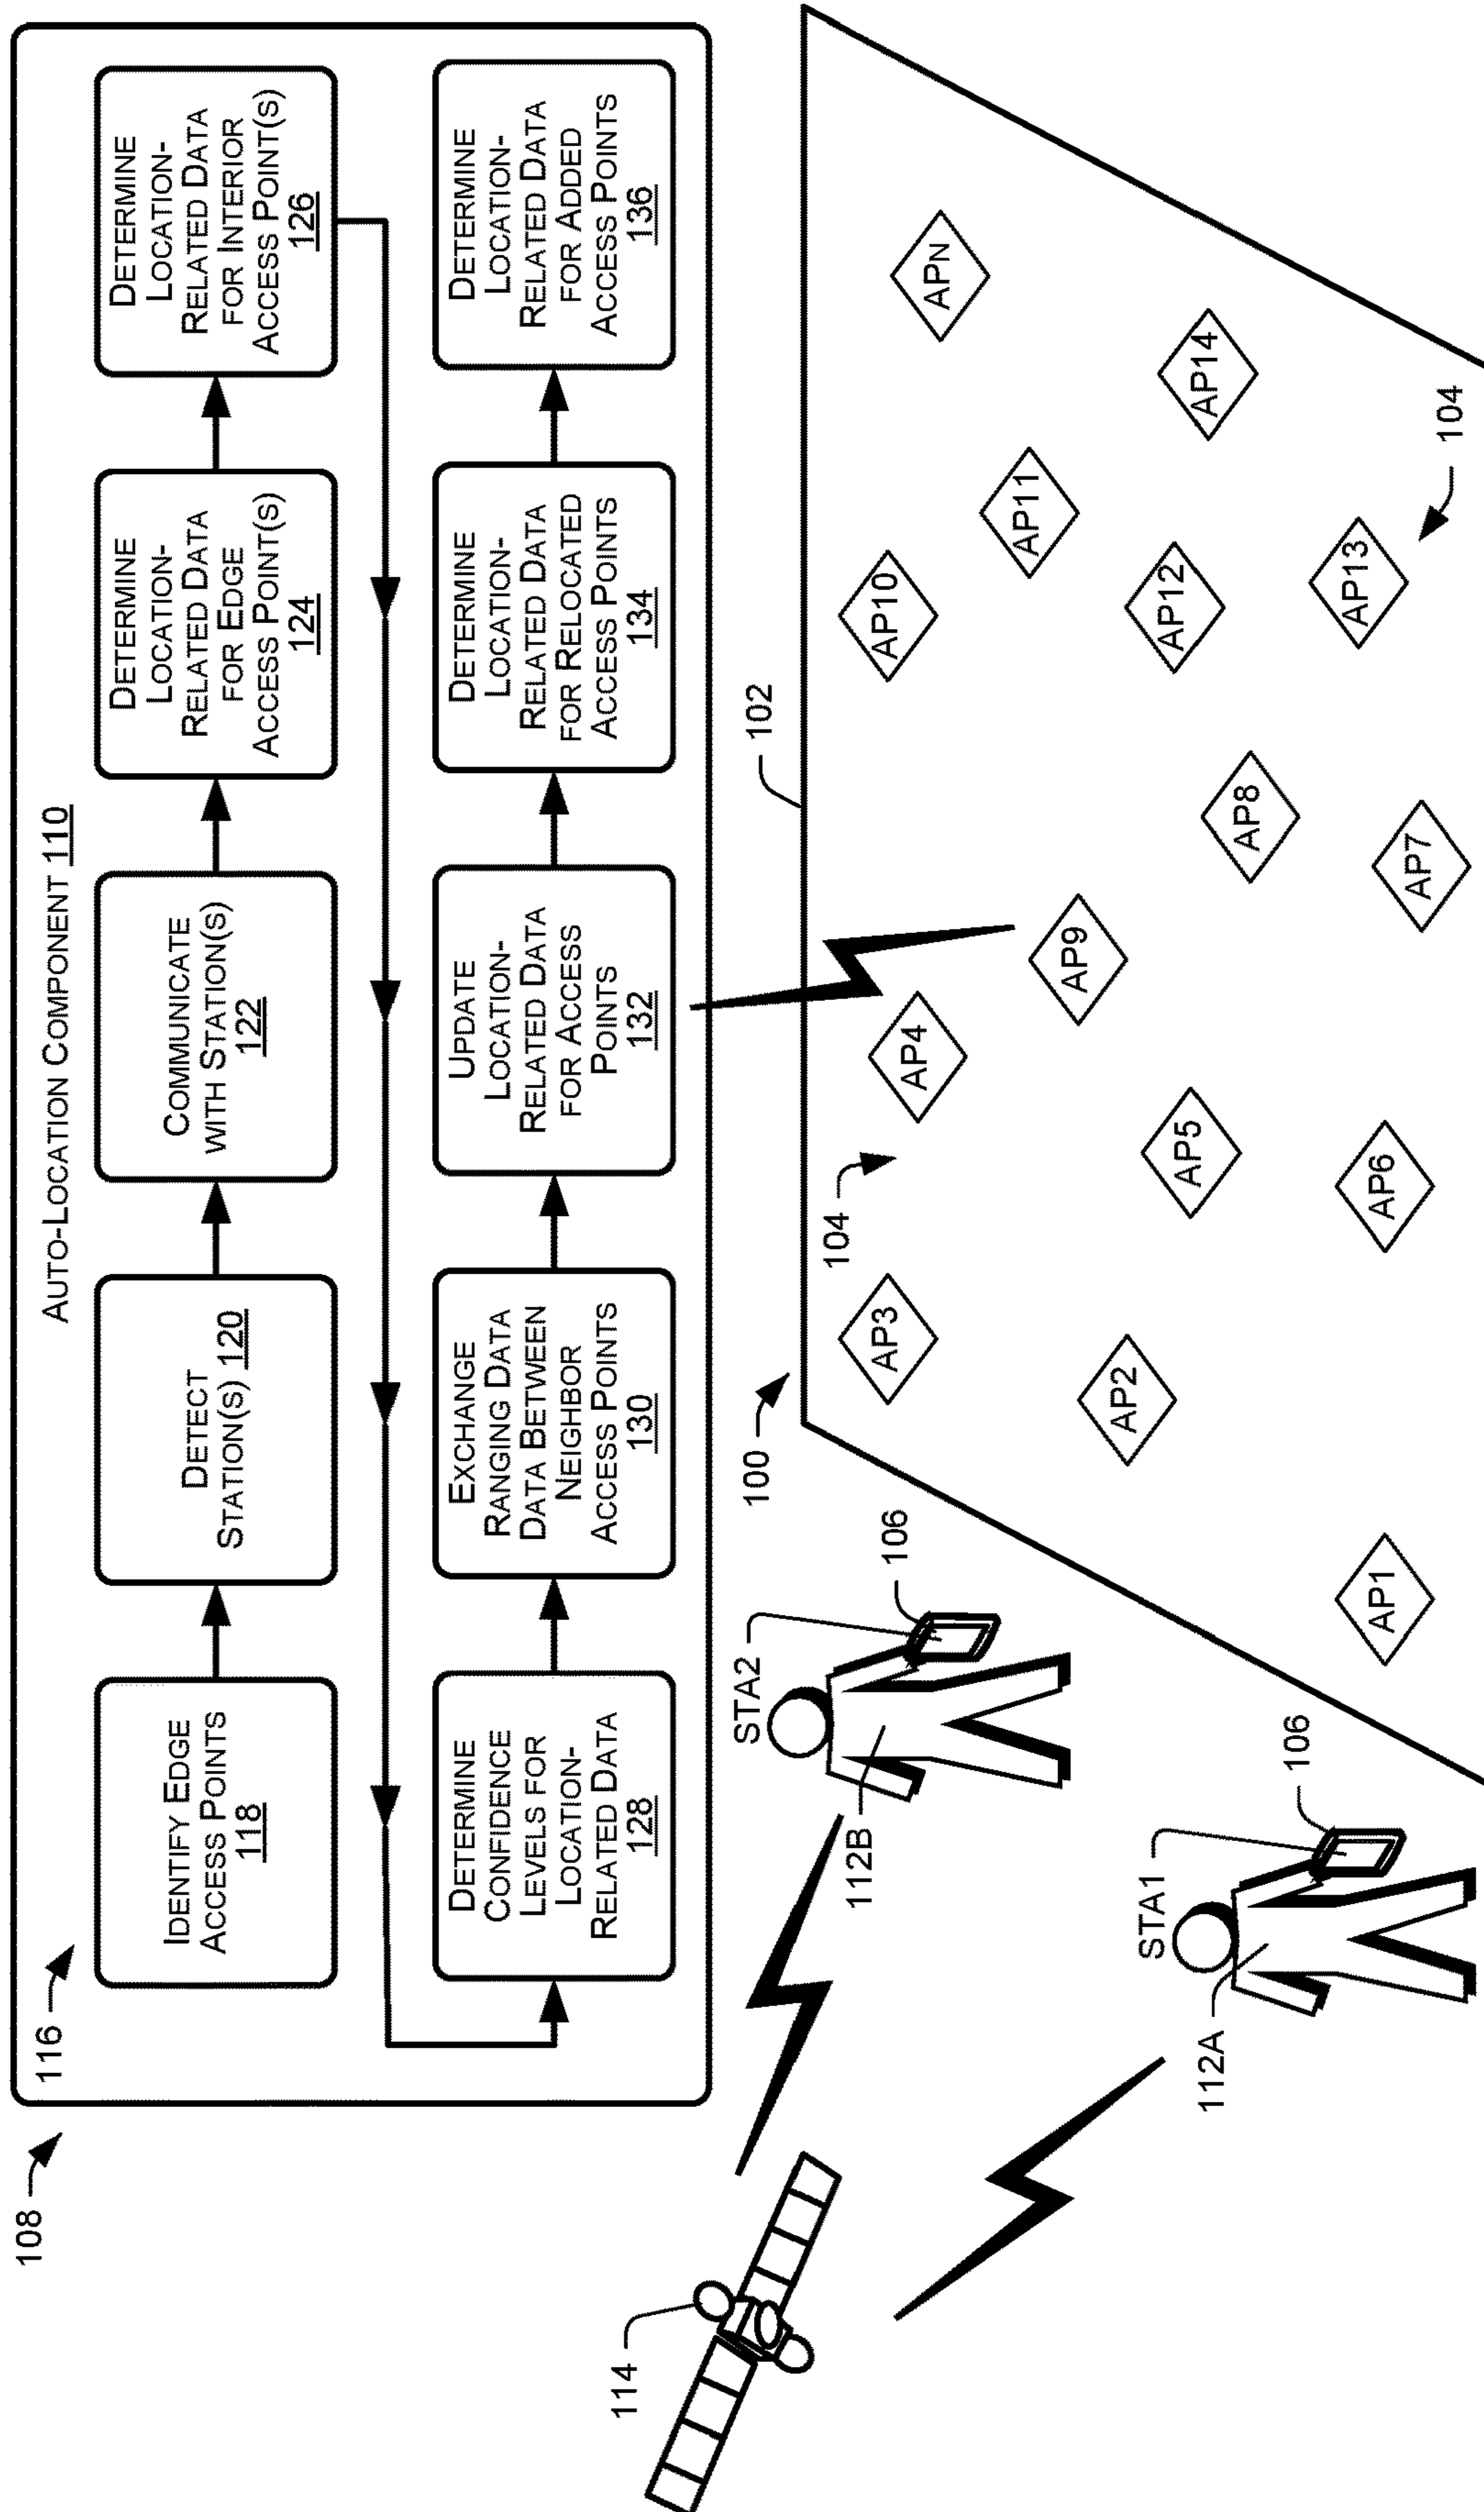 108
116
AUTO-LOCATION COMPONENT 110
IDENTIFY EDGE
ACCESS POINTS
118
DETECT
STATION(S) 120
COMMUNICATE
WITH STATION(S)
122
DETERMINE
LOCATION-
RELATED DATA
FOR EDGE
ACCESS POINT(S)
124
DETERMINE
LOCATION-
RELATED DATA
FOR INTERIOR
ACCESS POINT(S)
126
DETERMINE
CONFIDENCE
LEVELS FOR
LOCATION-
RELATED DATA
128
EXCHANGE
RANGING DATA
DATA BETWEEN
NEIGHBOR
ACCESS POINTS
130
UPDATE
LOCATION-
RELATED DATA
FOR ACCESS
POINTS
132
DETERMINE
LOCATION-
RELATED DATA
FOR RELOCATED
ACCESS POINTS
134
DETERMINE
LOCATION-
RELATED DATA
FOR ADDED
ACCESS POINTS
136
114
STA2
106
112B
100
102
104
AP3
AP4
AP10
APN
AP2
AP9
AP11
STA1
106
112A
AP5
AP8
AP12
AP14
AP1
AP6
AP7
AP13
104